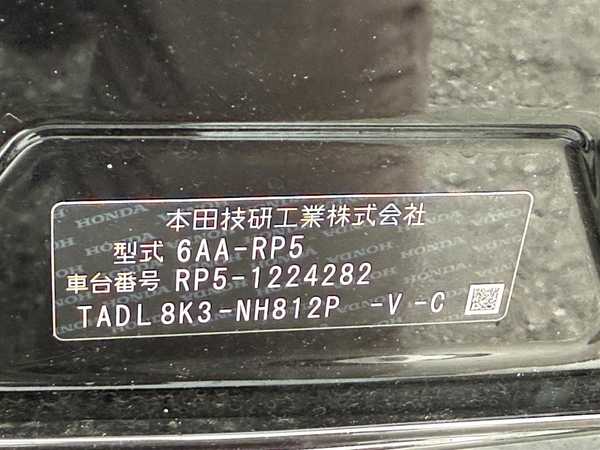 本田技研工業株式会社
型式 6AA-RP5
車台番号 RP5-1224282
TADL 8K3-NH812P -V -C